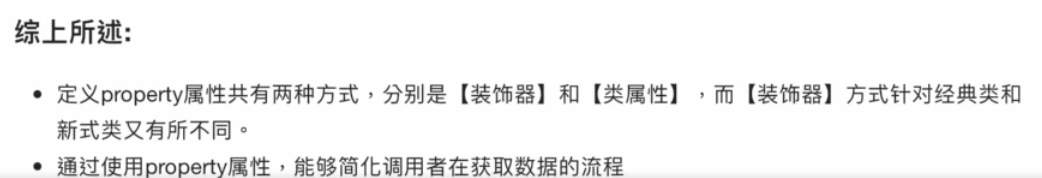 综上所述:
• 定义property属性共有两种方式，分别是【装饰器】和【类属性】，而【装饰器】方式针对经典类和
新式类又有所不同。
• 通过使用property属性，能够简化调用者在获取数据的流程